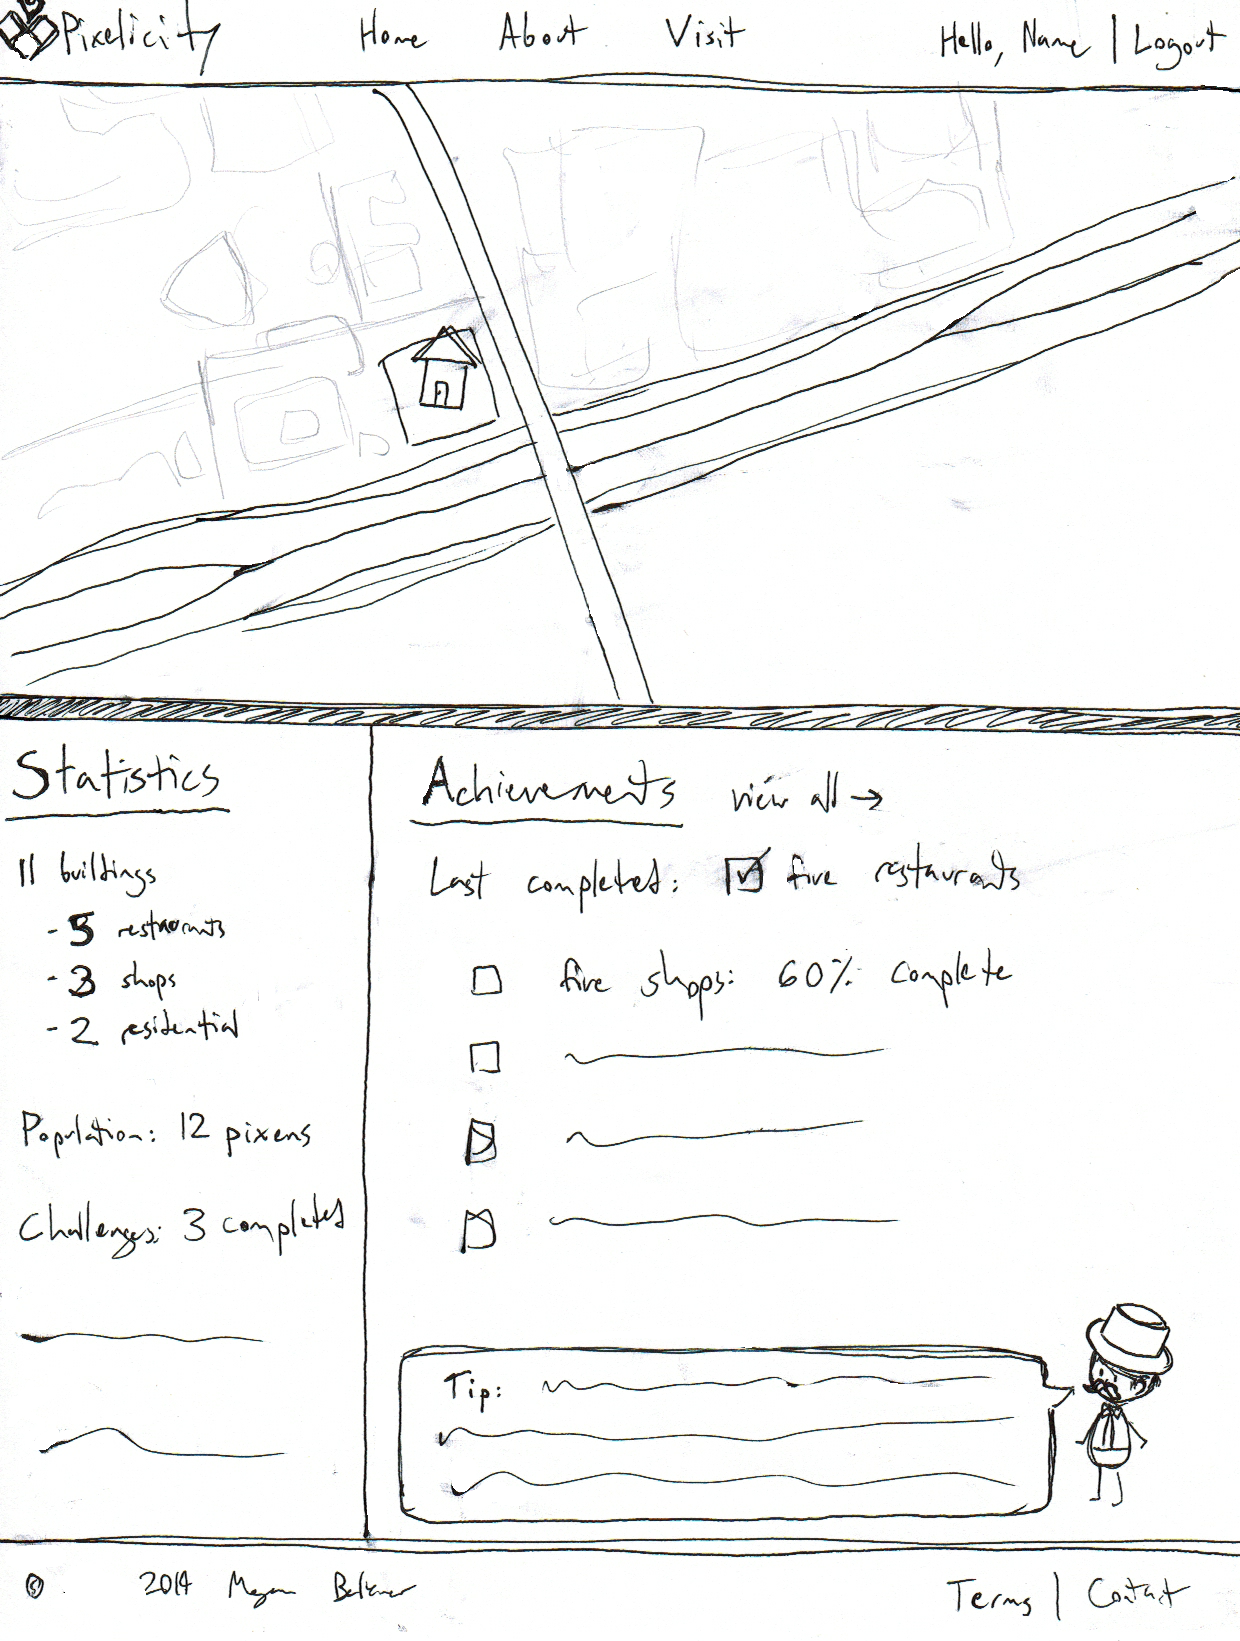 Pixelicity Home About Visit Hello, Name | Logout
Statistics
11 buildings
- 5 restaurants
- 3 shops
- 2 residential
Population: 12 pixens
Challenges: 3 completed
Achievements view all →
Last completed: ☑ five restaurants
five shops: 60% complete
Tip:
2014 Megan
Terms | Contact